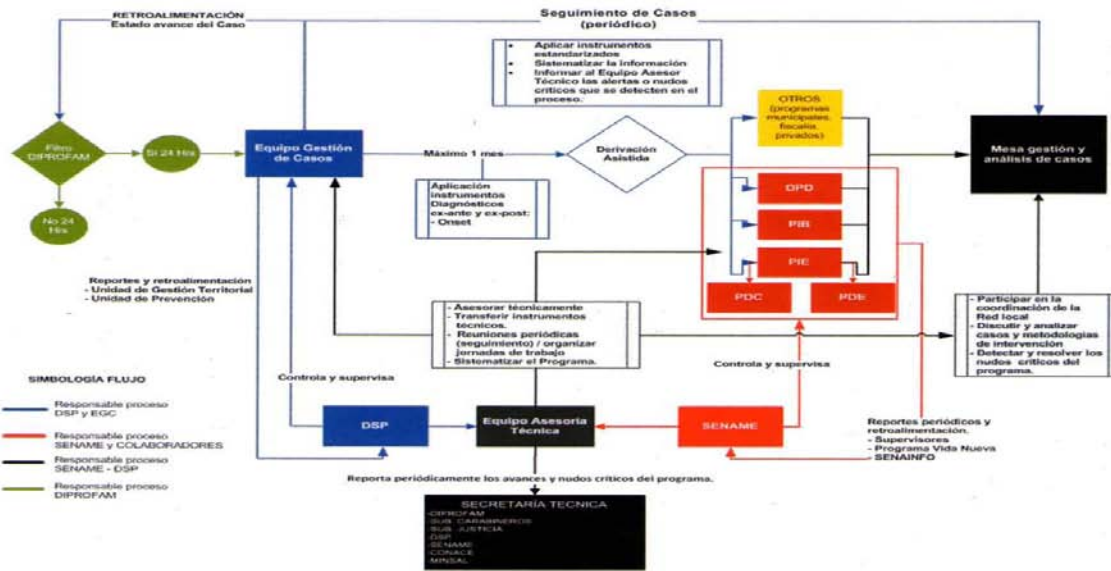 RETROALIMENTACIÓN
Estado avance del Caso
Seguimiento de Casos
(periódico)
• Aplicar instrumentos
estandarizados
• Sistematizar la información
• Informar al Equipo Asesor
Técnico las alertas o nudos
críticos que se detecten en el
proceso.
OTROS
(programas
municipales,
fiscalía,
privados)
Filtro
DIPROFAM
Si 24 Hrs
Equipo Gestión
de Casos
Máximo 1 mes
Derivación
Asistida
Mesa gestión y
análisis de casos
Aplicación
instrumentos
Diagnósticos
ex-ante y ex-post:
- Onset
OPD
PIB
PIE
PDC
PDE
No 24
Hrs
Reportes y retroalimentación
- Unidad de Gestión Territorial
- Unidad de Prevención
- Asesorar técnicamente
- Transferir instrumentos
técnicos.
- Reuniones periódicas
(seguimiento) / organizar
jornadas de trabajo
- Sistematizar el Programa.
- Participar en la
coordinación de la
Red local
- Discutir y analizar
casos y metodologías
de intervención
- Detectar y resolver los
nudos críticos del
programa.
SIMBOLOGÍA FLUJO
Responsable proceso
DSP y EGC
Responsable proceso
SENAME y COLABORADORES
Responsable proceso
SENAME - DSP
Responsable proceso
DIPROFAM
Controla y supervisa
Controla y supervisa
DSP
Equipo Asesoría
Técnica
SENAME
Reportes periódicos y
retroalimentación.
- Supervisores
- Programa Vida Nueva
- SENAINFO
Reporta periódicamente los avances y nudos críticos del programa.
SECRETARÍA TECNICA
-DIPROFAM
-SUB. CARABINEROS
-SUB. JUSTICIA
-DSP
-SENAME
-CONACE
-MINSAL